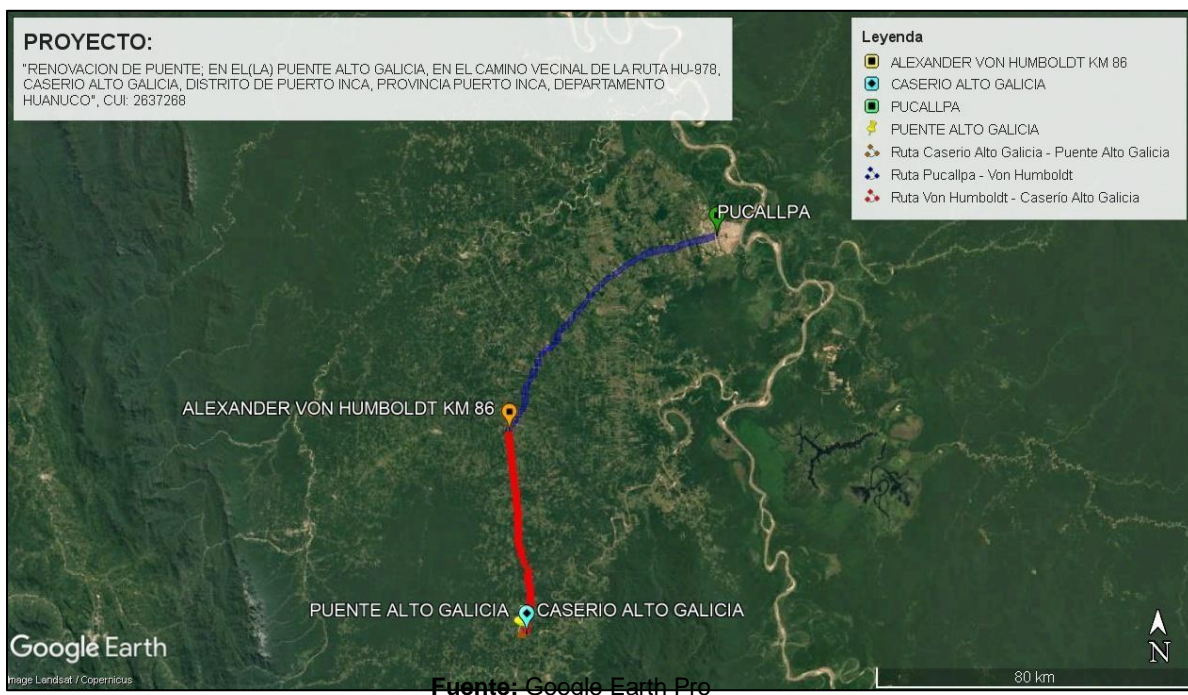 PROYECTO:
"RENOVACION DE PUENTE; EN EL(LA) PUENTE ALTO GALICIA, EN EL CAMINO VECINAL DE LA RUTA HU-978,
CASERIO ALTO GALICIA, DISTRITO DE PUERTO INCA, PROVINCIA PUERTO INCA, DEPARTAMENTO
HUANUCO", CUI: 2637268
Leyenda
ALEXANDER VON HUMBOLDT KM 86
CASERIO ALTO GALICIA
PUCALLPA
PUENTE ALTO GALICIA
Ruta Caserio Alto Galicia - Puente Alto Galicia
Ruta Pucallpa - Von Humboldt
Ruta Von Humboldt - Caserío Alto Galicia
PUCALLPA
ALEXANDER VON HUMBOLDT KM 86
PUENTE ALTO GALICIA
CASERIO ALTO GALICIA
Google Earth
Image Landsat / Copernicus
N
80 km
Fuente: Google Earth Pro